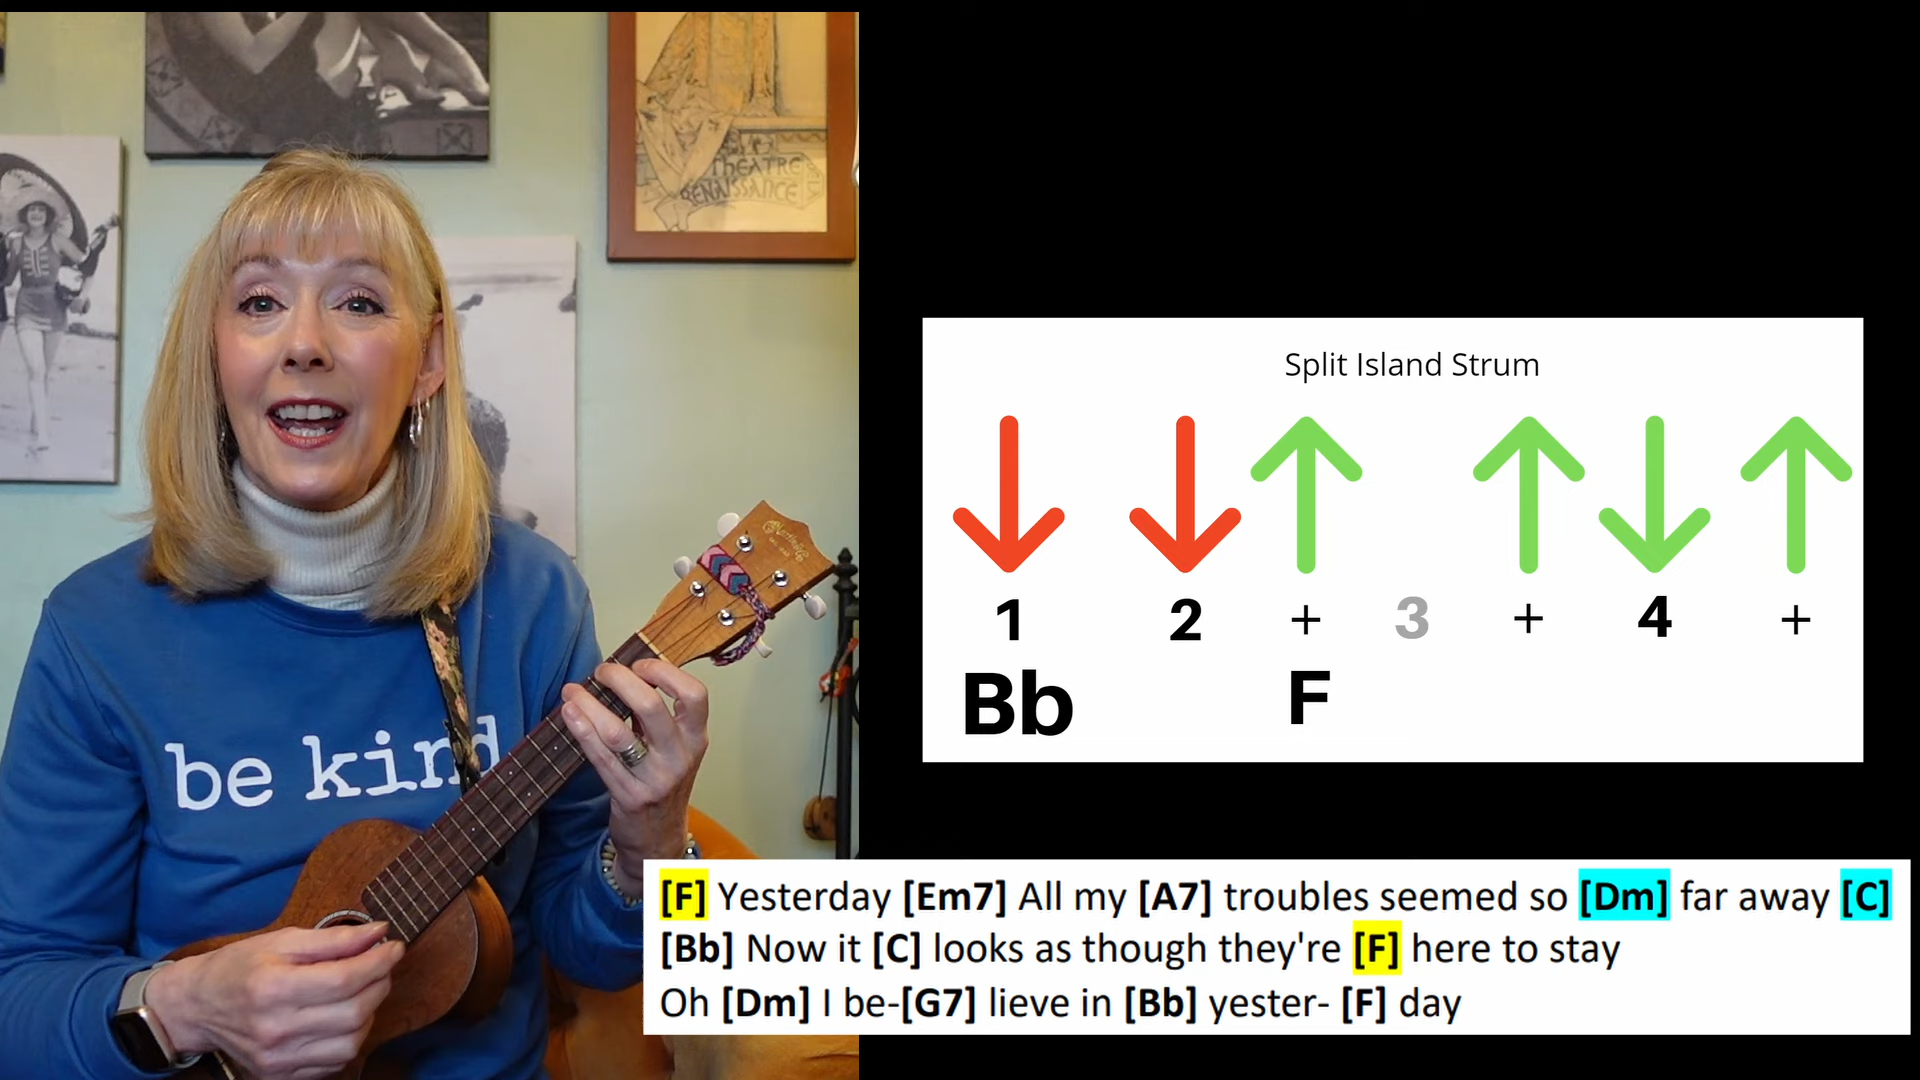 THEATRE
RENAISSANCE
be kind
Split Island Strum
1 2 + 3 + 4 +
Bb F
[F] Yesterday [Em7] All my [A7] troubles seemed so [Dm] far away [C]
[Bb] Now it [C] looks as though they're [F] here to stay
Oh [Dm] I be-[G7] lieve in [Bb] yester- [F] day